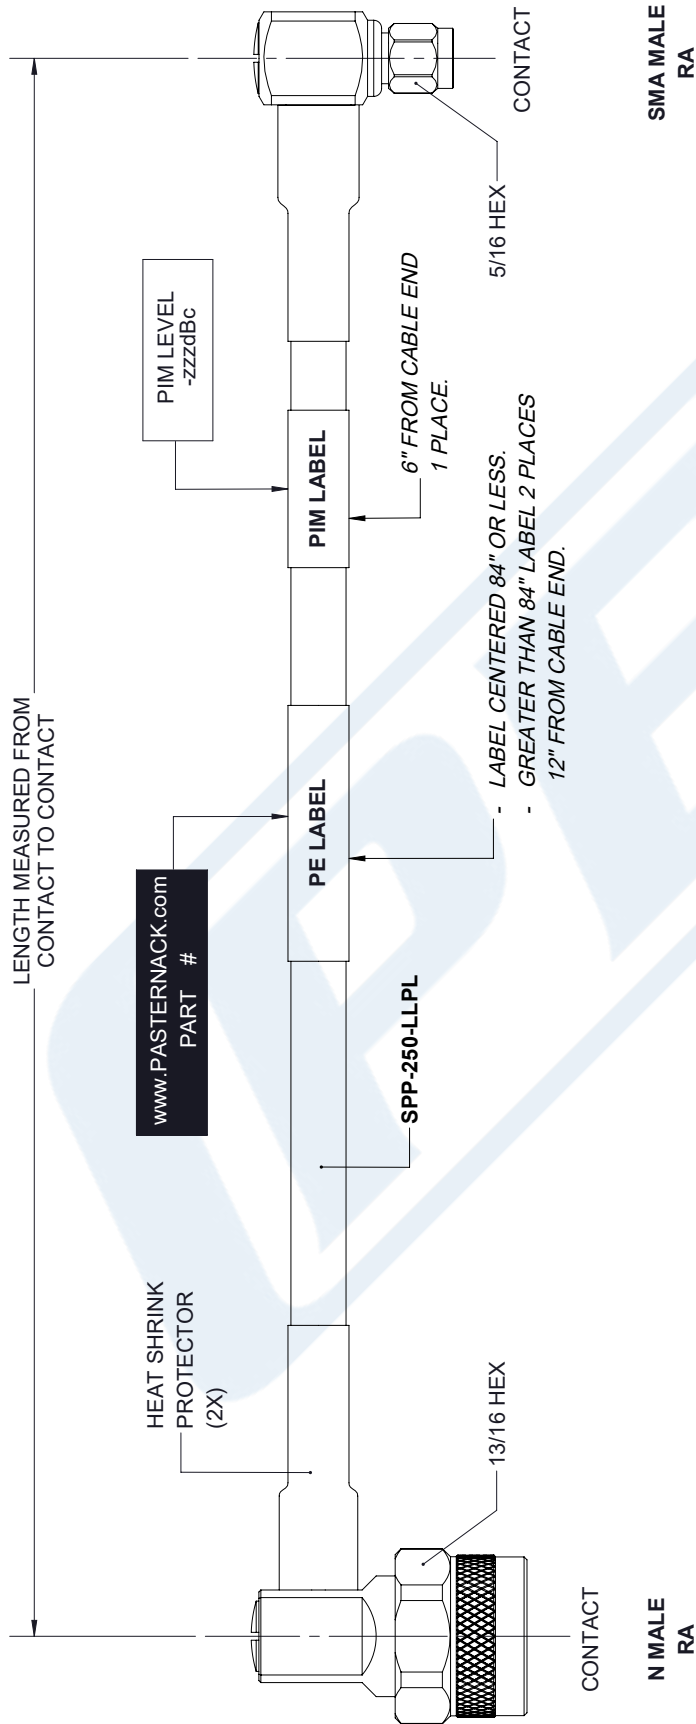 LENGTH MEASURED FROM
CONTACT TO CONTACT
HEAT SHRINK
PROTECTOR
(2X)
www.PASTERNACK.com
PART #
PIM LEVEL
-zzzdBc
PE LABEL
PIM LABEL
SPP-250-LLPL
6" FROM CABLE END
1 PLACE.
- LABEL CENTERED 84" OR LESS.
- GREATER THAN 84" LABEL 2 PLACES
12" FROM CABLE END.
13/16 HEX
5/16 HEX
CONTACT
CONTACT
N MALE
RA
SMA MALE
RA